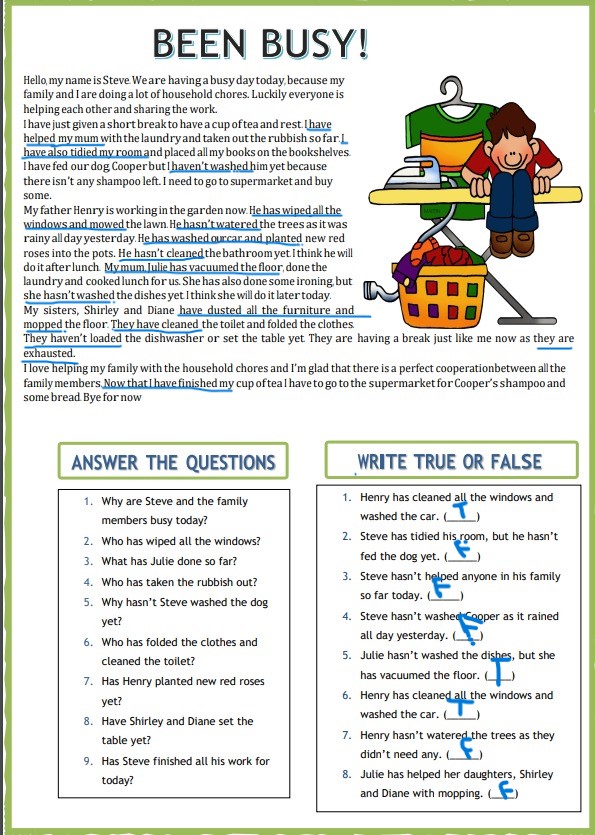 BEEN BUSY!
Hello, my name is Steve. We are having a busy day today, because my
family and I are doing a lot of household chores. Luckily everyone is
helping each other and sharing the work.
I have just given a short break to have a cup of tea and rest. I have
helped my mum with the laundry and taken out the rubbish so far. I
have also tidied my room and placed all my books on the bookshelves.
I have fed our dog, Cooper but I haven't washed him yet because
there isn't any shampoo left. I need to go to supermarket and buy
some.
My father Henry is working in the garden now. He has wiped all the
windows and mowed the lawn. He hasn't watered the trees as it was
rainy all day yesterday. He has washed our car and planted new red
roses into the pots. He hasn't cleaned the bathroom yet. I think he will
do it after lunch. My mum, Julie has vacuumed the floor, done the
laundry and cooked lunch for us. She has also done some ironing, but
she hasn't washed the dishes yet. I think she will do it later today.
My sisters, Shirley and Diane have dusted all the furniture and
mopped the floor. They have cleaned the toilet and folded the clothes.
They haven't loaded the dishwasher or set the table yet. They are having a break just like me now as they are
exhausted.
I love helping my family with the household chores and I'm glad that there is a perfect cooperationbetween all the
family members. Now that I have finished my cup of tea I have to go to the supermarket for Cooper's shampoo and
some bread. Bye for now
ANSWER THE QUESTIONS
1. Why are Steve and the family
members busy today?
2. Who has wiped all the windows?
3. What has Julie done so far?
4. Who has taken the rubbish out?
5. Why hasn't Steve washed the dog
yet?
6. Who has folded the clothes and
cleaned the toilet?
7. Has Henry planted new red roses
yet?
8. Have Shirley and Diane set the
table yet?
9. Has Steve finished all his work for
today?
WRITE TRUE OR FALSE
1. Henry has cleaned all the windows and
washed the car. (T)
2. Steve has tidied his room, but he hasn't
fed the dog yet. (F)
3. Steve hasn't helped anyone in his family
so far today. (F)
4. Steve hasn't washed Cooper as it rained
all day yesterday. (F)
5. Julie hasn't washed the dishes, but she
has vacuumed the floor. (T)
6. Henry has cleaned all the windows and
washed the car. (T)
7. Henry hasn't watered the trees as they
didn't need any. (F)
8. Julie has helped her daughters, Shirley
and Diane with mopping. (F)